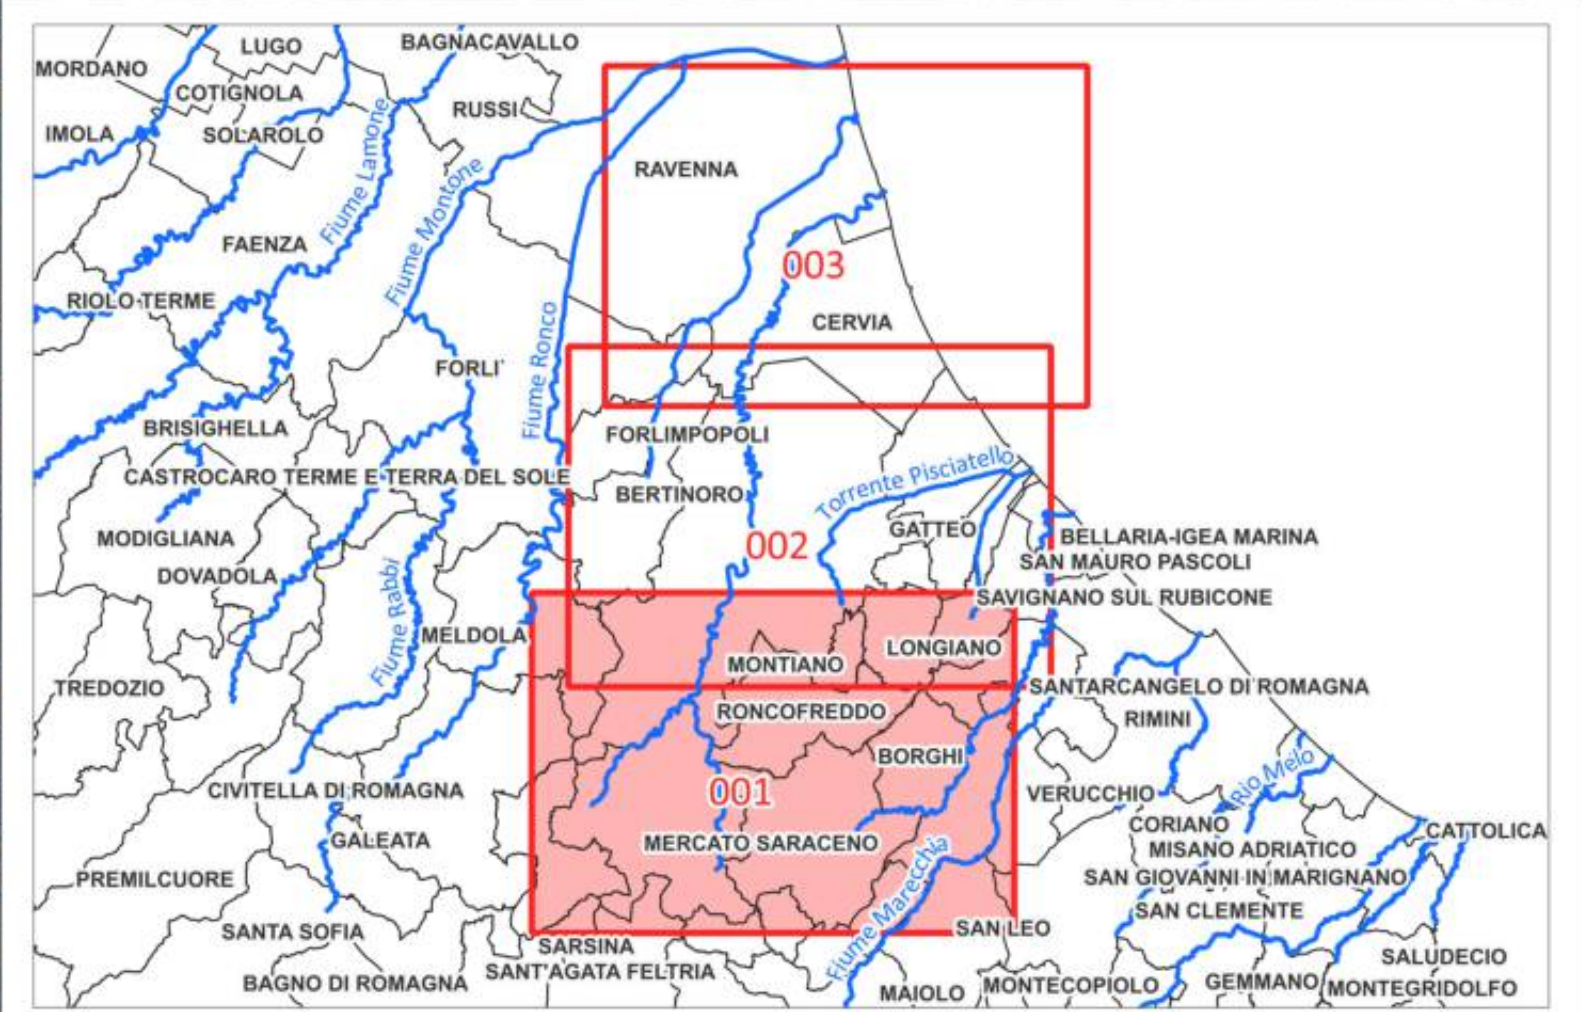 LUGO
BAGNACAVALLO
MORDANO
COTIGNOLA
RUSSI
IMOLA
SOLAROLO
Fiume Lamone
RAVENNA
Fiume Montone
FAENZA
003
RIOLO TERME
CERVIA
Fiume Ronco
FORLI'
BRISIGHELLA
FORLIMPOPOLI
CASTROCARO TERME E TERRA DEL SOLE
Torrente Pisciatello
BERTINORO
GATTEO
MODIGLIANA
002
BELLARIA-IGEA MARINA
SAN MAURO PASCOLI
DOVADOLA
SAVIGNANO SUL RUBICONE
Fiume Rabbi
MELDOLA
LONGIANO
MONTIANO
TREDOZIO
SANTARCANGELO DI ROMAGNA
RONCOFREDDO
RIMINI
BORGHI
Rio Melo
CIVITELLA DI ROMAGNA
001
VERUCCHIO
CORIANO
CATTOLICA
GALEATA
MERCATO SARACENO
MISANO ADRIATICO
PREMILCUORE
SAN GIOVANNI IN MARIGNANO
Fiume Marecchia
SAN CLEMENTE
SANTA SOFIA
SAN LEO
SARSINA
SALUDECIO
SANT'AGATA FELTRIA
BAGNO DI ROMAGNA
MAIOLO
MONTECOPIOLO
GEMMANO
MONTEGRIDOLFO